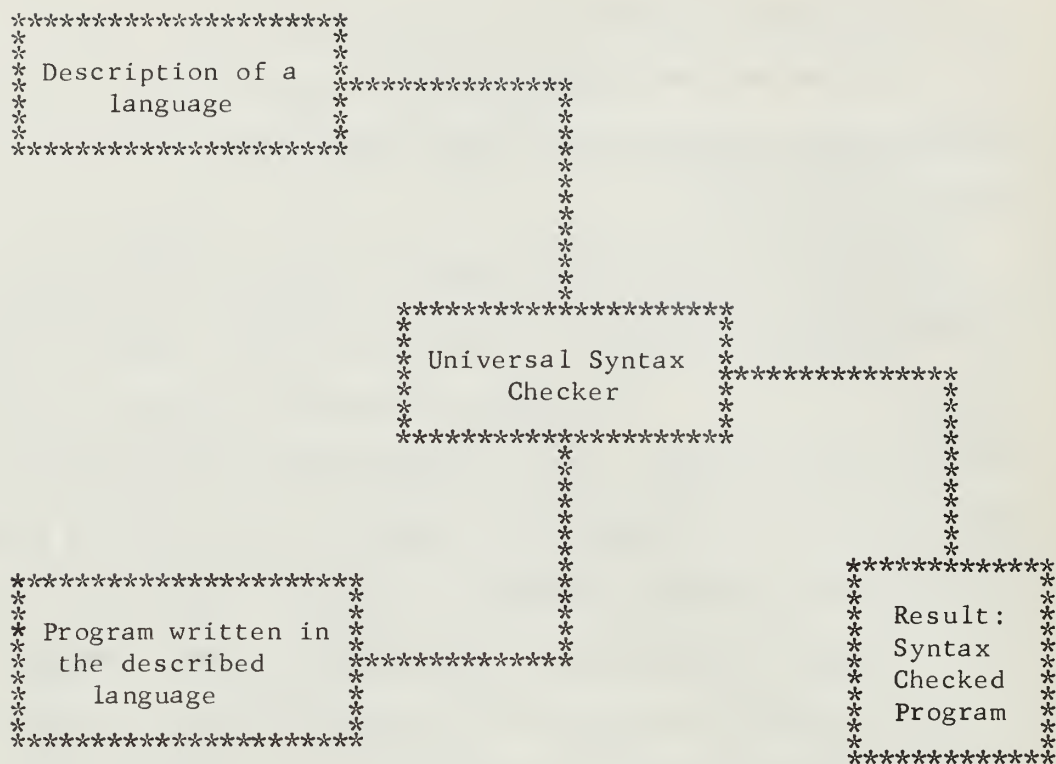 Description of a
language
Universal Syntax
Checker
Program written in
the described
language
Result:
Syntax
Checked
Program